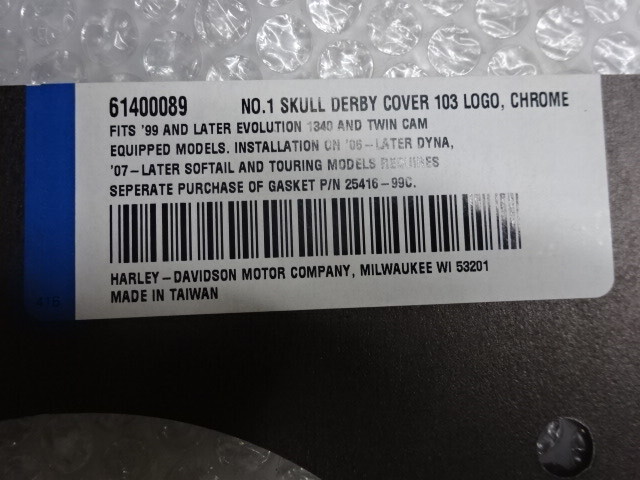 61400089 NO.1 SKULL DERBY COVER 103 LOGO, CHROME
FITS '99 AND LATER EVOLUTION 1340 AND TWIN CAM
EQUIPPED MODELS. INSTALLATION ON '06-LATER DYNA,
'07-LATER SOFTAIL AND TOURING MODELS REQUIRES
SEPERATE PURCHASE OF GASKET P/N 25416-99C.
HARLEY-DAVIDSON MOTOR COMPANY, MILWAUKEE WI 53201
MADE IN TAIWAN